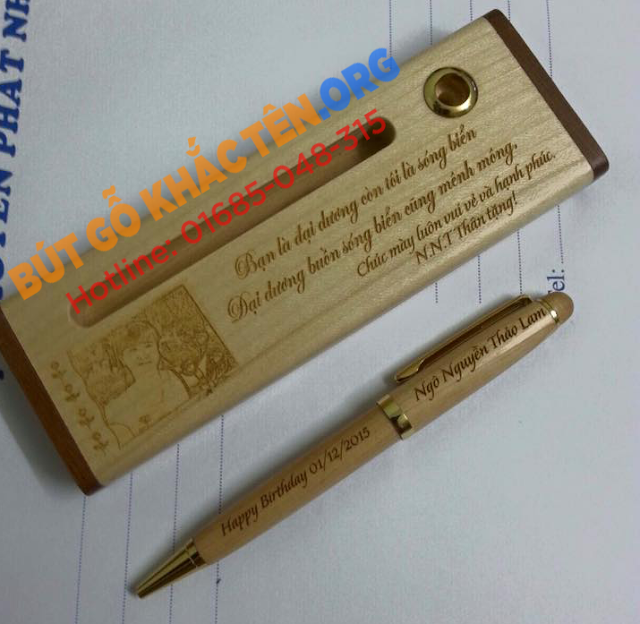 BÚT GỖ KHẮC TÊN.ORG
Hotline: 01685-048-315
Bạn là đại dương còn tôi là sóng biển
Đại dương buồn sóng biển cũng mênh mông.
Chúc mày luôn vui vẻ và hạnh phúc.
N.N.T Thân tặng!
Ngô Nguyễn Thảo Lam
Happy Birthday 01/12/2015
Tel: